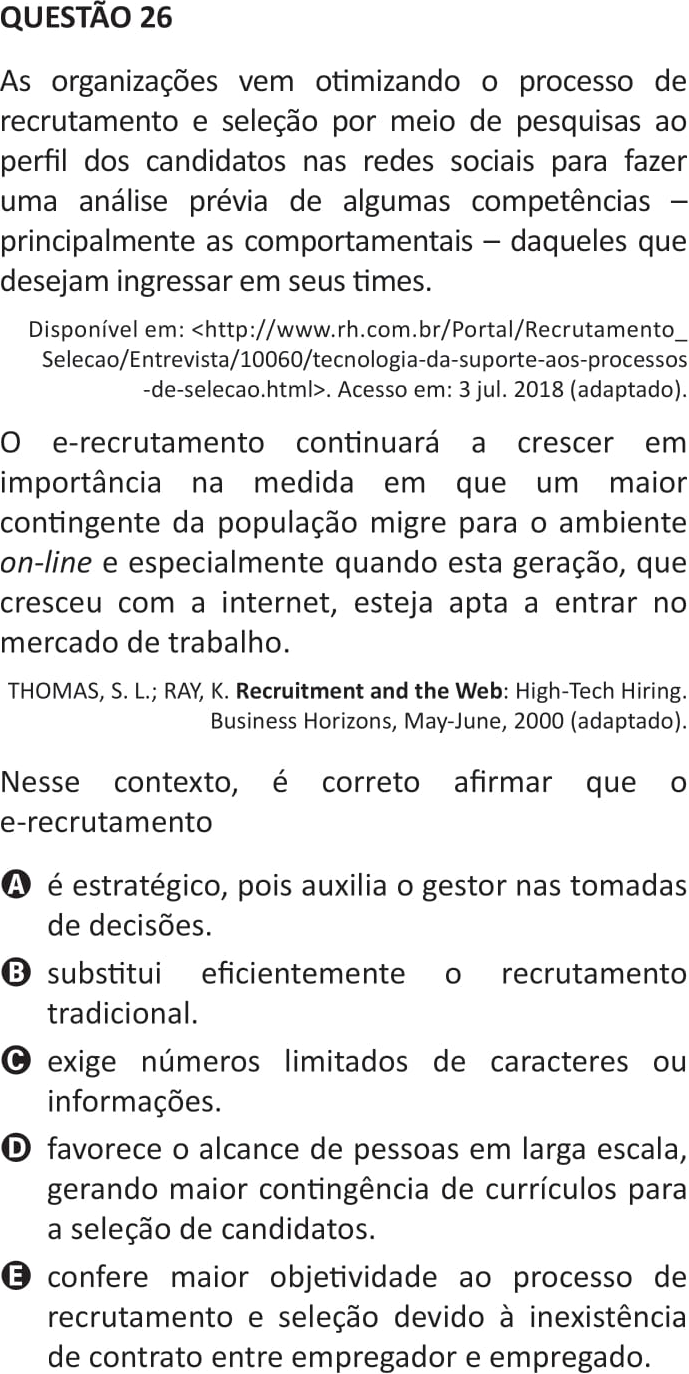 QUESTÃO 26
As organizações vem otimizando o processo de
recrutamento e seleção por meio de pesquisas ao
perfil dos candidatos nas redes sociais para fazer
uma análise prévia de algumas competências –
principalmente as comportamentais – daqueles que
desejam ingressar em seus times.
Disponível em: <http://www.rh.com.br/Portal/Recrutamento_
Selecao/Entrevista/10060/tecnologia-da-suporte-aos-processos
-de-selecao.html>. Acesso em: 3 jul. 2018 (adaptado).
O e-recrutamento continuará a crescer em
importância na medida em que um maior
contingente da população migre para o ambiente
on-line e especialmente quando esta geração, que
cresceu com a internet, esteja apta a entrar no
mercado de trabalho.
THOMAS, S. L.; RAY, K. Recruitment and the Web: High-Tech Hiring.
Business Horizons, May-June, 2000 (adaptado).
Nesse contexto, é correto afirmar que o
e-recrutamento
A é estratégico, pois auxilia o gestor nas tomadas
de decisões.
B substitui eficientemente o recrutamento
tradicional.
C exige números limitados de caracteres ou
informações.
D favorece o alcance de pessoas em larga escala,
gerando maior contingência de currículos para
a seleção de candidatos.
E confere maior objetividade ao processo de
recrutamento e seleção devido à inexistência
de contrato entre empregador e empregado.